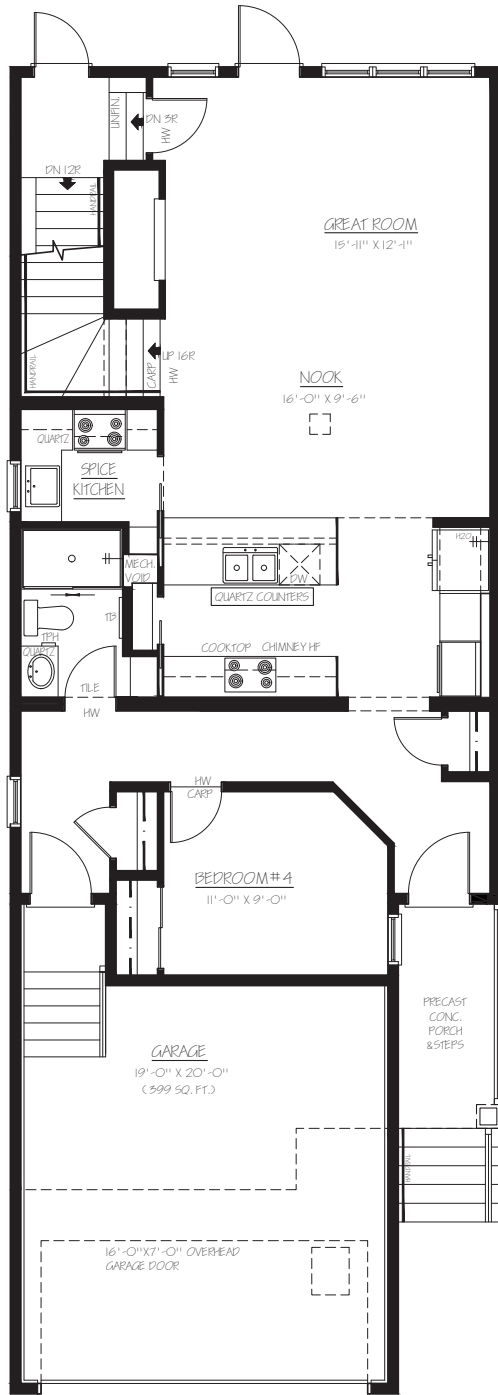 UNFIN.
DN 3R
HW
DN 12R
HANDRAIL
GREAT ROOM
15'-11" X 12'-1"
UP 16R
CARP
HW
HANDRAIL
NOOK
16'-0" X 9'-6"
QUARTZ
SPICE
KITCHEN
H2O
MECH.
VOID
DW
QUARTZ COUNTERS
TB
TPH
QUARTZ
COOKTOP CHIMNEY HF
TILE
HW
HW
CARP
BEDROOM#4
11'-0" X 9'-0"
PRECAST
CONC.
PORCH
&STEPS
GARAGE
19'-0" X 20'-0"
(399 SQ. FT.)
HANDRAIL
16'-0"X7'-0" OVERHEAD
GARAGE DOOR